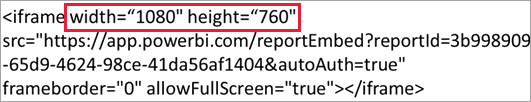 <iframe width=“1080" height=“760"
src="https://app.powerbi.com/reportEmbed?reportId=3b998909
-65d9-4624-98ce-41da56af1404&autoAuth=true"
frameborder="0" allowFullScreen="true"></iframe>